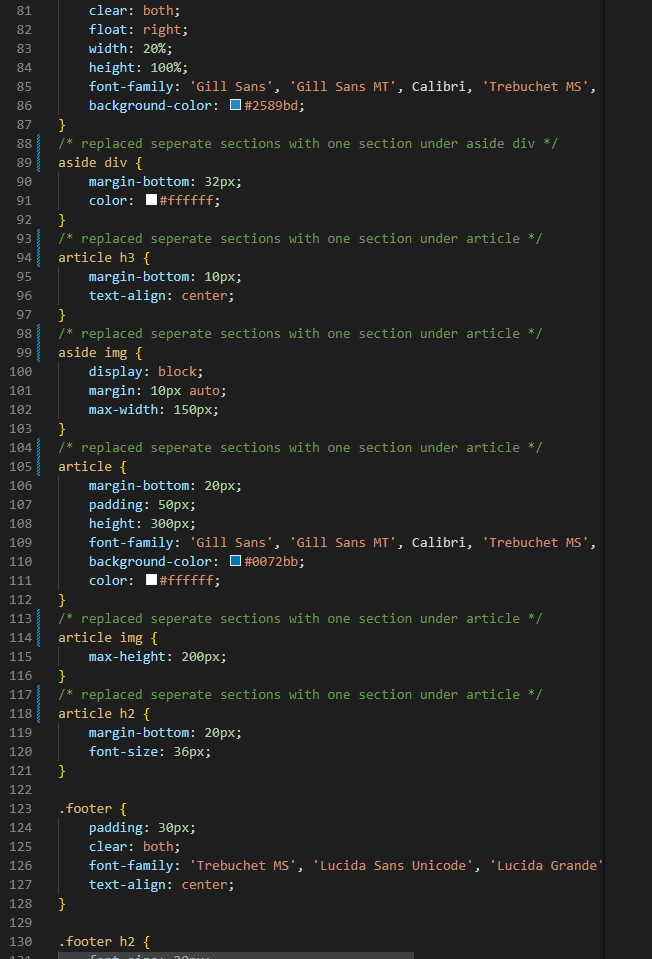 81 clear: both;
82 float: right;
83 width: 20%;
84 height: 100%;
85 font-family: 'Gill Sans', 'Gill Sans MT', Calibri, 'Trebuchet MS',
86 background-color: #2589bd;
87 }
88 /* replaced seperate sections with one section under aside div */
89 aside div {
90 margin-bottom: 32px;
91 color: #ffffff;
92 }
93 /* replaced seperate sections with one section under article */
94 article h3 {
95 margin-bottom: 10px;
96 text-align: center;
97 }
98 /* replaced seperate sections with one section under article */
99 aside img {
100 display: block;
101 margin: 10px auto;
102 max-width: 150px;
103 }
104 /* replaced seperate sections with one section under article */
105 article {
106 margin-bottom: 20px;
107 padding: 50px;
108 height: 300px;
109 font-family: 'Gill Sans', 'Gill Sans MT', Calibri, 'Trebuchet MS',
110 background-color: #0072bb;
111 color: #ffffff;
112 }
113 /* replaced seperate sections with one section under article */
114 article img {
115 max-height: 200px;
116 }
117 /* replaced seperate sections with one section under article */
118 article h2 {
119 margin-bottom: 20px;
120 font-size: 36px;
121 }
122
123 .footer {
124 padding: 30px;
125 clear: both;
126 font-family: 'Trebuchet MS', 'Lucida Sans Unicode', 'Lucida Grande'
127 text-align: center;
128 }
129
130 .footer h2 {